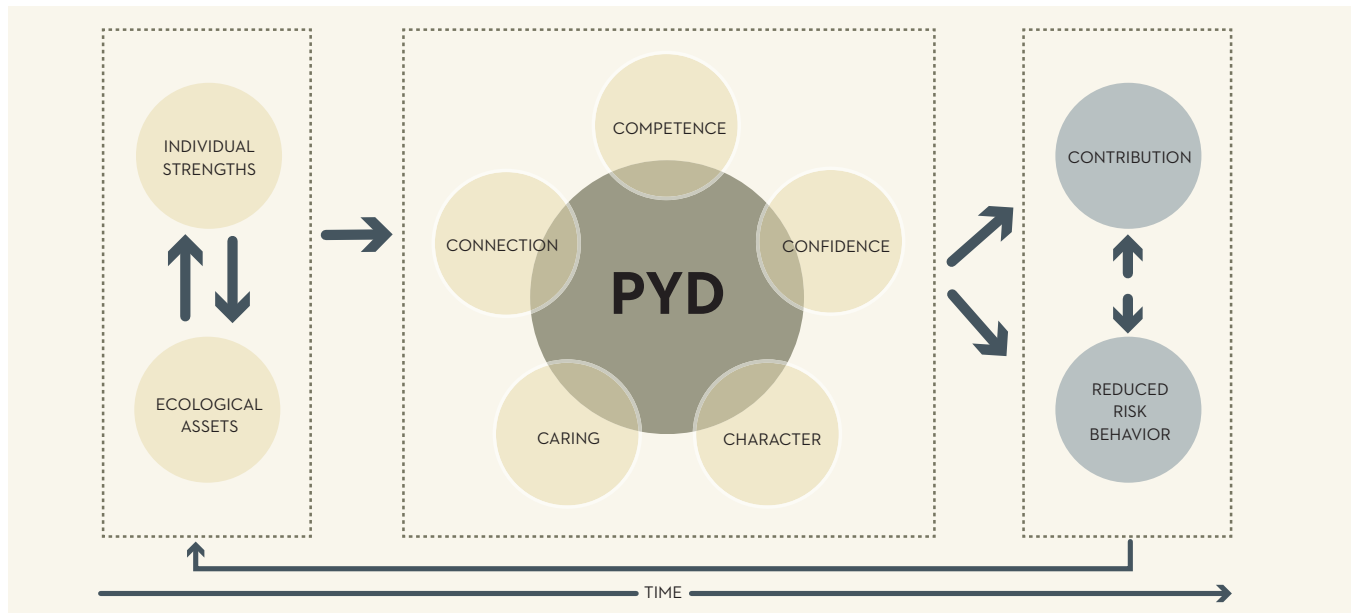 INDIVIDUAL
STRENGTHS
ECOLOGICAL
ASSETS
COMPETENCE
CONNECTION
CONFIDENCE
PYD
CARING
CHARACTER
CONTRIBUTION
REDUCED
RISK
BEHAVIOR
TIME